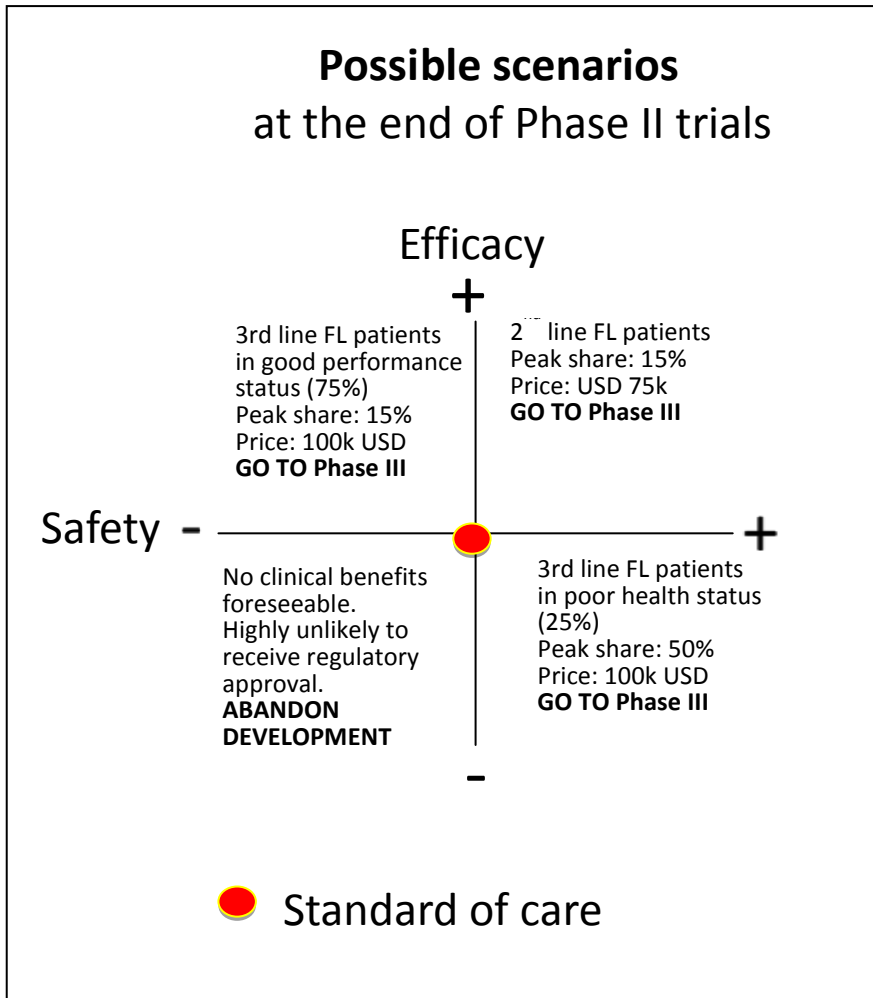 Possible scenarios
at the end of Phase II trials
Efficacy
+
3rd line FL patients
in good performance
status (75%)
Peak share: 15%
Price: 100k USD
GO TO Phase III
2 line FL patients
Peak share: 15%
Price: USD 75k
GO TO Phase III
Safety -
+
No clinical benefits
foreseeable.
Highly unlikely to
receive regulatory
approval.
ABANDON
DEVELOPMENT
3rd line FL patients
in poor health status
(25%)
Peak share: 50%
Price: 100k USD
GO TO Phase III
-
Standard of care